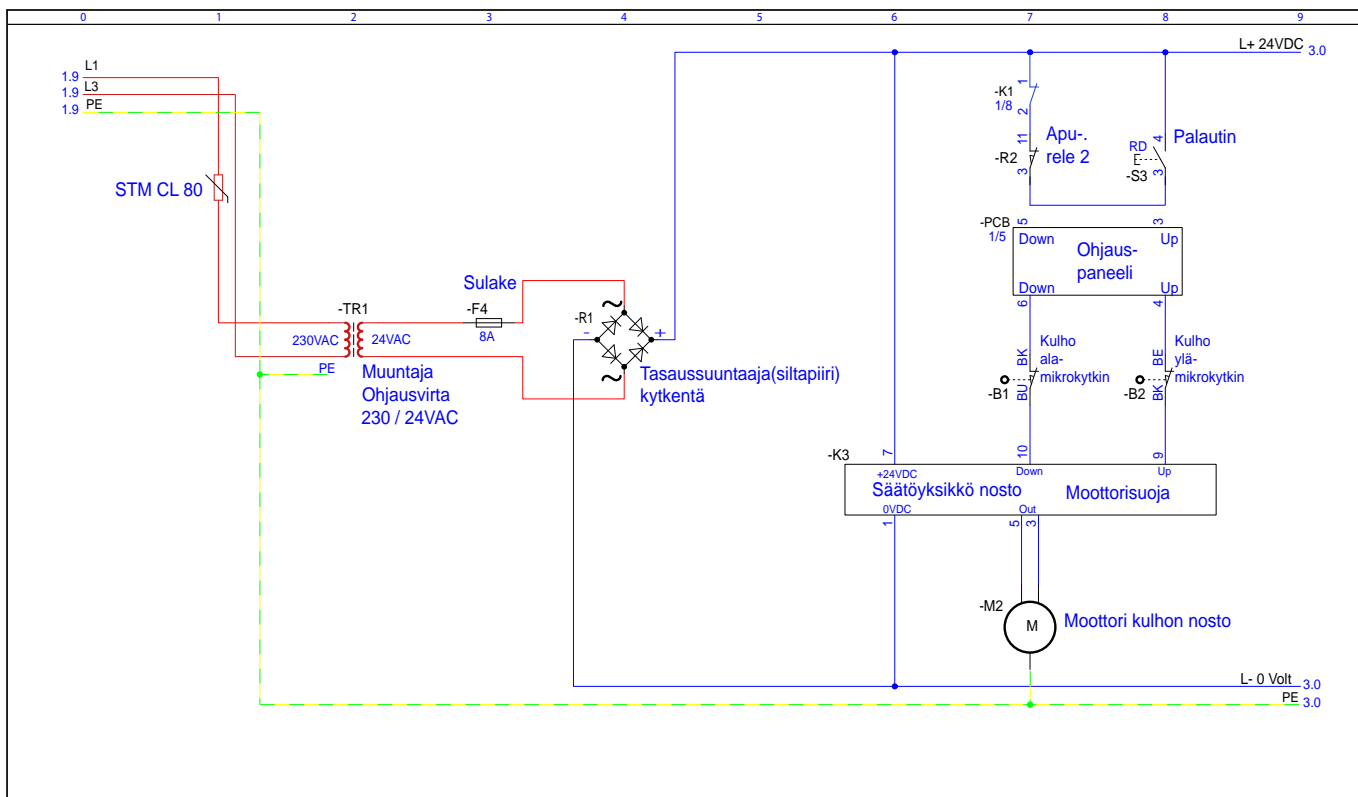 0 1 2 3 4 5 6 7 8 9
L+ 24VDC 3.0
1.9 L1
1.9 L3
1.9 PE
STM CL 80
-K1
1/8
1
2
11
-R2
3
Apu-.
rele 2
4
RD
-S3
3
Palautin
-PCB
1/5
5
3
Down
Up
Ohjaus-
paneeli
Down
Up
6
4
Sulake
-TR1
-F4
8A
230VAC
24VAC
PE
Muuntaja
Ohjausvirta
230 / 24VAC
-R1
~
-
+
~
Tasaussuuntaaja(siltapiiri)
kytkentä
Kulho
ala-
mikrokytkin
BK
BU
-B1
Kulho
ylä-
mikrokytkin
BE
BK
-B2
-K3
7
10
9
+24VDC
Down
Up
Säätöyksikkö nosto
Moottorisuoja
0VDC
Out
1
5
3
-M2
M
Moottori kulhon nosto
L- 0 Volt 3.0
PE 3.0